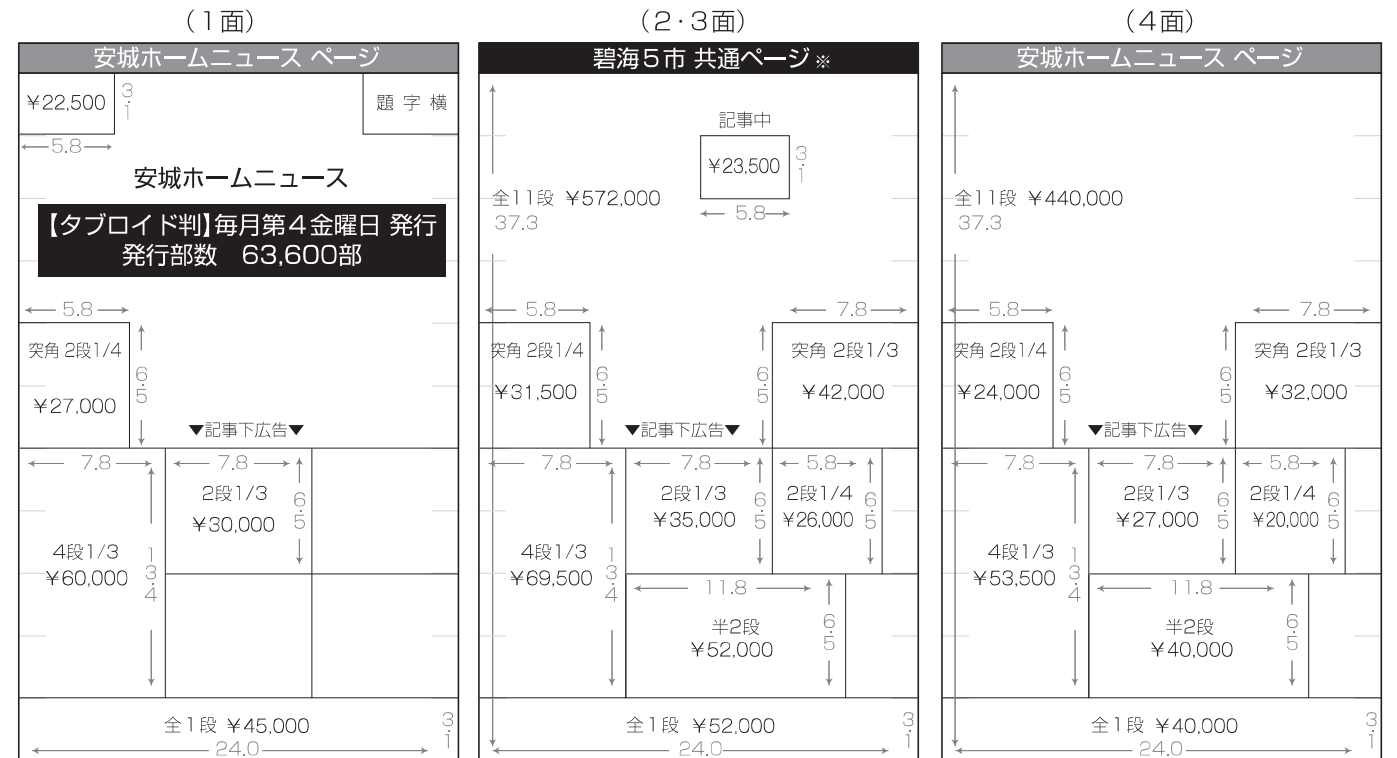 (1面)
安城ホームニュース ページ
¥22,500
3.1
題字横
5.8
安城ホームニュース
【タブロイド判】毎月第4金曜日 発行
発行部数 63,600部
5.8
突角 2段1/4
¥27,000
6.5
▼記事下広告▼
7.8
7.8
2段1/3
¥30,000
6.5
4段1/3
¥60,000
13.4
全1段 ¥45,000
3.1
24.0
(2・3面)
碧海5市 共通ページ※
記事中
¥23,500
3.1
5.8
全11段 ¥572,000
37.3
5.8
7.8
突角 2段1/4
¥31,500
6.5
6.5
突角 2段1/3
¥42,000
▼記事下広告▼
7.8
7.8
5.8
2段1/3
¥35,000
6.5
2段1/4
¥26,000
6.5
4段1/3
¥69,500
13.4
11.8
半2段
¥52,000
6.5
全1段 ¥52,000
3.1
24.0
(4面)
安城ホームニュース ページ
全11段 ¥440,000
37.3
5.8
7.8
突角 2段1/4
¥24,000
6.5
6.5
突角 2段1/3
¥32,000
▼記事下広告▼
7.8
7.8
5.8
2段1/3
¥27,000
6.5
2段1/4
¥20,000
6.5
4段1/3
¥53,500
13.4
11.8
半2段
¥40,000
6.5
全1段 ¥40,000
3.1
24.0